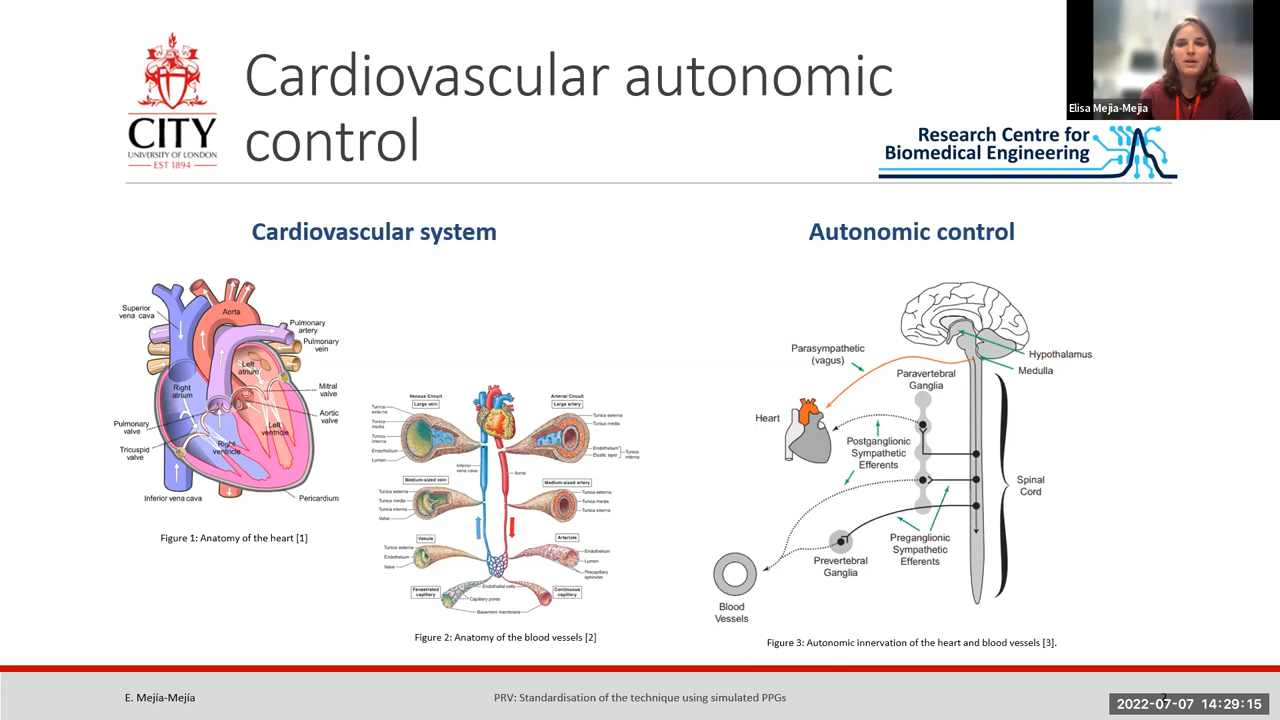 CITY
UNIVERSITY OF LONDON
EST 1894
Cardiovascular autonomic
control
Elisa Mejia-Mejia
Research Centre for
Biomedical Engineering
Cardiovascular system
Autonomic control
Superior
vena cava
Aorta
Pulmonary
artery
Pulmonary
vein
Left
atrium
Right
atrium
Mitral
valve
Aortic
valve
Pulmonary
valve
Left
ventricle
Right
ventricle
Tricuspid
valve
Inferior vena cava
Pericardium
Figure 1: Anatomy of the heart [1]
Venous Circuit
Large vein
Tunica
externa
Tunica
media
Tunica
interna
Endothelium
Lumen
Arterial Circuit
Large artery
Tunica externa
Tunica media
Endothelium
Elastic layer
Tunica
interna
Inferior
vena cava
Aorta
Medium-sized vein
Tunica externa
Tunica media
Tunica interna
Valve
Medium-sized artery
Tunica externa
Tunica media
Tunica interna
Venule
Tunica externa
Endothelium
Valve
Arteriole
Endothelium
Lumen
Precapillary
sphincter
Fenestrated
capillary
Endothelial cells
Capillary pores
Basement membrane
Continuous
capillary
Figure 2: Anatomy of the blood vessels [2]
Parasympathetic
(vagus)
Hypothalamus
Medulla
Paravertebral
Ganglia
Heart
Postganglionic
Sympathetic
Efferents
Spinal
Cord
Preganglionic
Sympathetic
Efferents
Prevertebral
Ganglia
Blood
Vessels
Figure 3: Autonomic innervation of the heart and blood vessels [3].
E. Mejía-Mejía
PRV: Standardisation of the technique using simulated PPGs
2
2022-07-07 14:29:15